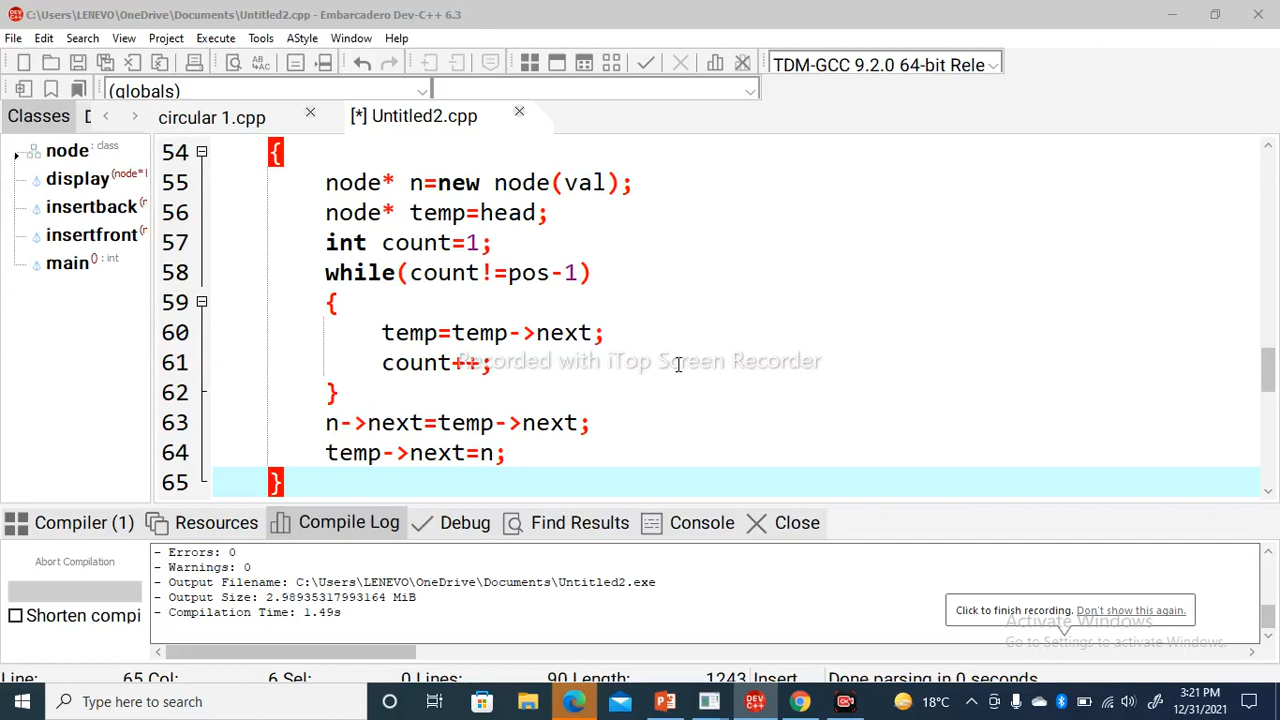 C:\Users\LENEVO\OneDrive\Documents\Untitled2.cpp - Embarcadero Dev-C++ 6.3
File Edit Search View Project Execute Tools AStyle Window Help
TDM-GCC 9.2.0 64-bit Rele
(globals)
Classes circular 1.cpp [*] Untitled2.cpp
node : class
display (node* l
insertback (n
insertfront (n
main () : int
54 {
55 node* n=new node(val);
56 node* temp=head;
57 int count=1;
58 while(count!=pos-1)
59 {
60 temp=temp->next;
61 count++;
Recorded with iTop Screen Recorder
62 }
63 n->next=temp->next;
64 temp->next=n;
65 }
Compiler (1) Resources Compile Log Debug Find Results Console Close
Abort Compilation
Shorten compi
- Errors: 0
- Warnings: 0
- Output Filename: C:\Users\LENEVO\OneDrive\Documents\Untitled2.exe
- Output Size: 2.98935317993164 MiB
- Compilation Time: 1.49s
Click to finish recording. Don't show this again.
Activate Windows
Go to Settings to activate Windows.
Line: 65 Col: 6 Sel: 0 Lines: 90 Length: 1243 Insert Done parsing in 0 seconds
Type here to search
DEV C++
18°C
3:21 PM
12/31/2021